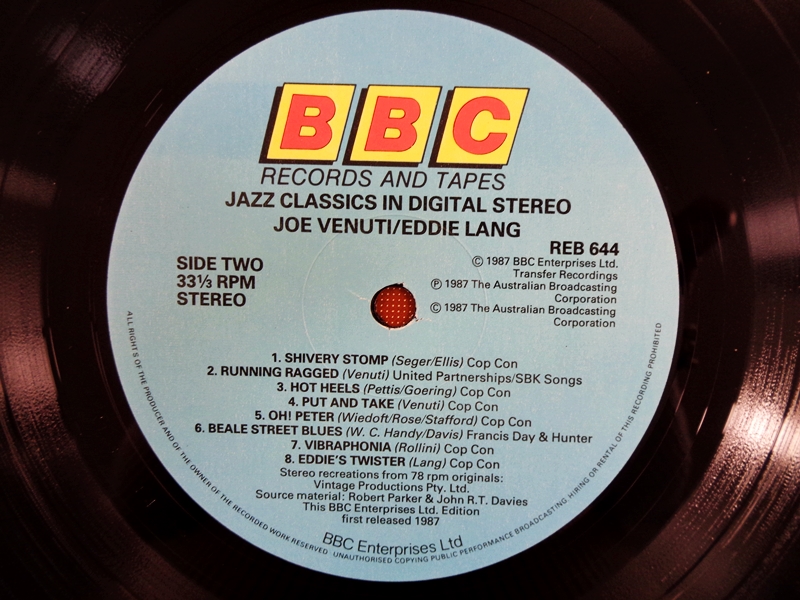 BBC
RECORDS AND TAPES
JAZZ CLASSICS IN DIGITAL STEREO
JOE VENUTI/EDDIE LANG
REB 644
SIDE TWO
33⅓ RPM
STEREO
© 1987 BBC Enterprises Ltd.
Transfer Recordings
℗ 1987 The Australian Broadcasting
Corporation
© 1987 The Australian Broadcasting
Corporation
1. SHIVERY STOMP (Seger/Ellis) Cop Con
2. RUNNING RAGGED (Venuti) United Partnerships/SBK Songs
3. HOT HEELS (Pettis/Goering) Cop Con
4. PUT AND TAKE (Venuti) Cop Con
5. OH! PETER (Wiedoft/Rose/Stafford) Cop Con
6. BEALE STREET BLUES (W. C. Handy/Davis) Francis Day & Hunter
7. VIBRAPHONIA (Rollini) Cop Con
8. EDDIE'S TWISTER (Lang) Cop Con
Stereo recreations from 78 rpm originals:
Vintage Productions Pty. Ltd.
Source material: Robert Parker & John R.T. Davies
This BBC Enterprises Ltd. Edition
first released 1987
BBC Enterprises Ltd
ALL RIGHTS OF THE PRODUCER AND OF THE OWNER OF THE RECORDED WORK RESERVED UNAUTHORISED COPYING PUBLIC PERFORMANCE BROADCASTING. HIRING OR RENTAL OF THIS RECORDING PROHIBITED